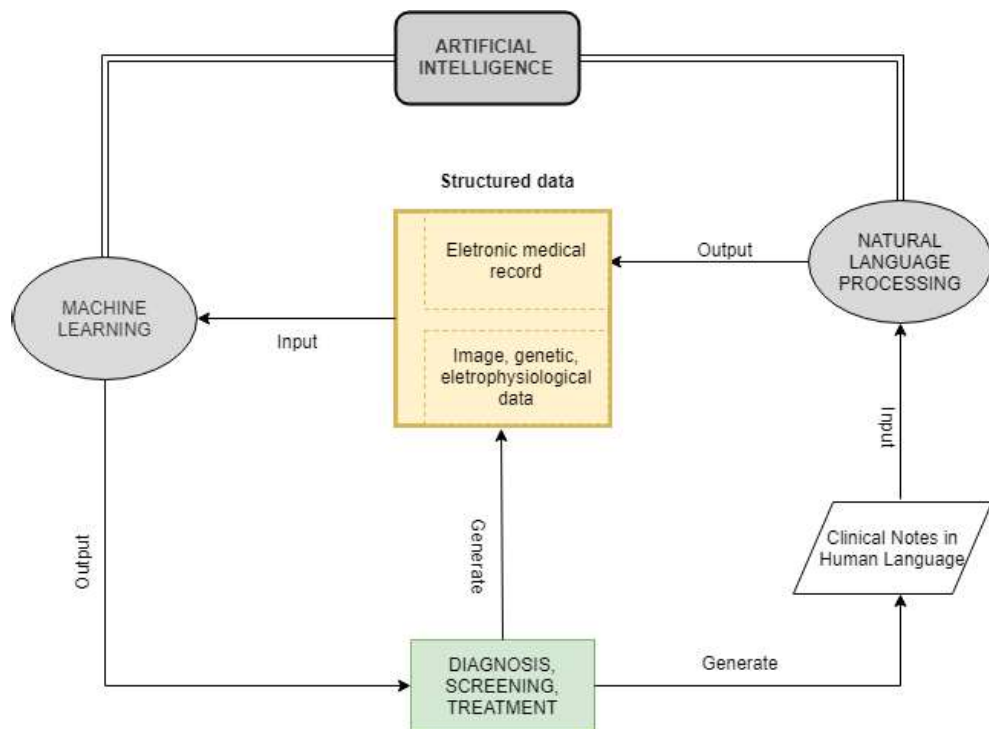 ARTIFICIAL
INTELLIGENCE
Structured data
Eletronic medical
record
Output
NATURAL
LANGUAGE
PROCESSING
MACHINE
LEARNING
Input
Image, genetic,
eletrophysiological
data
Input
Output
Generate
Clinical Notes in
Human Language
DIAGNOSIS,
SCREENING,
TREATMENT
Generate